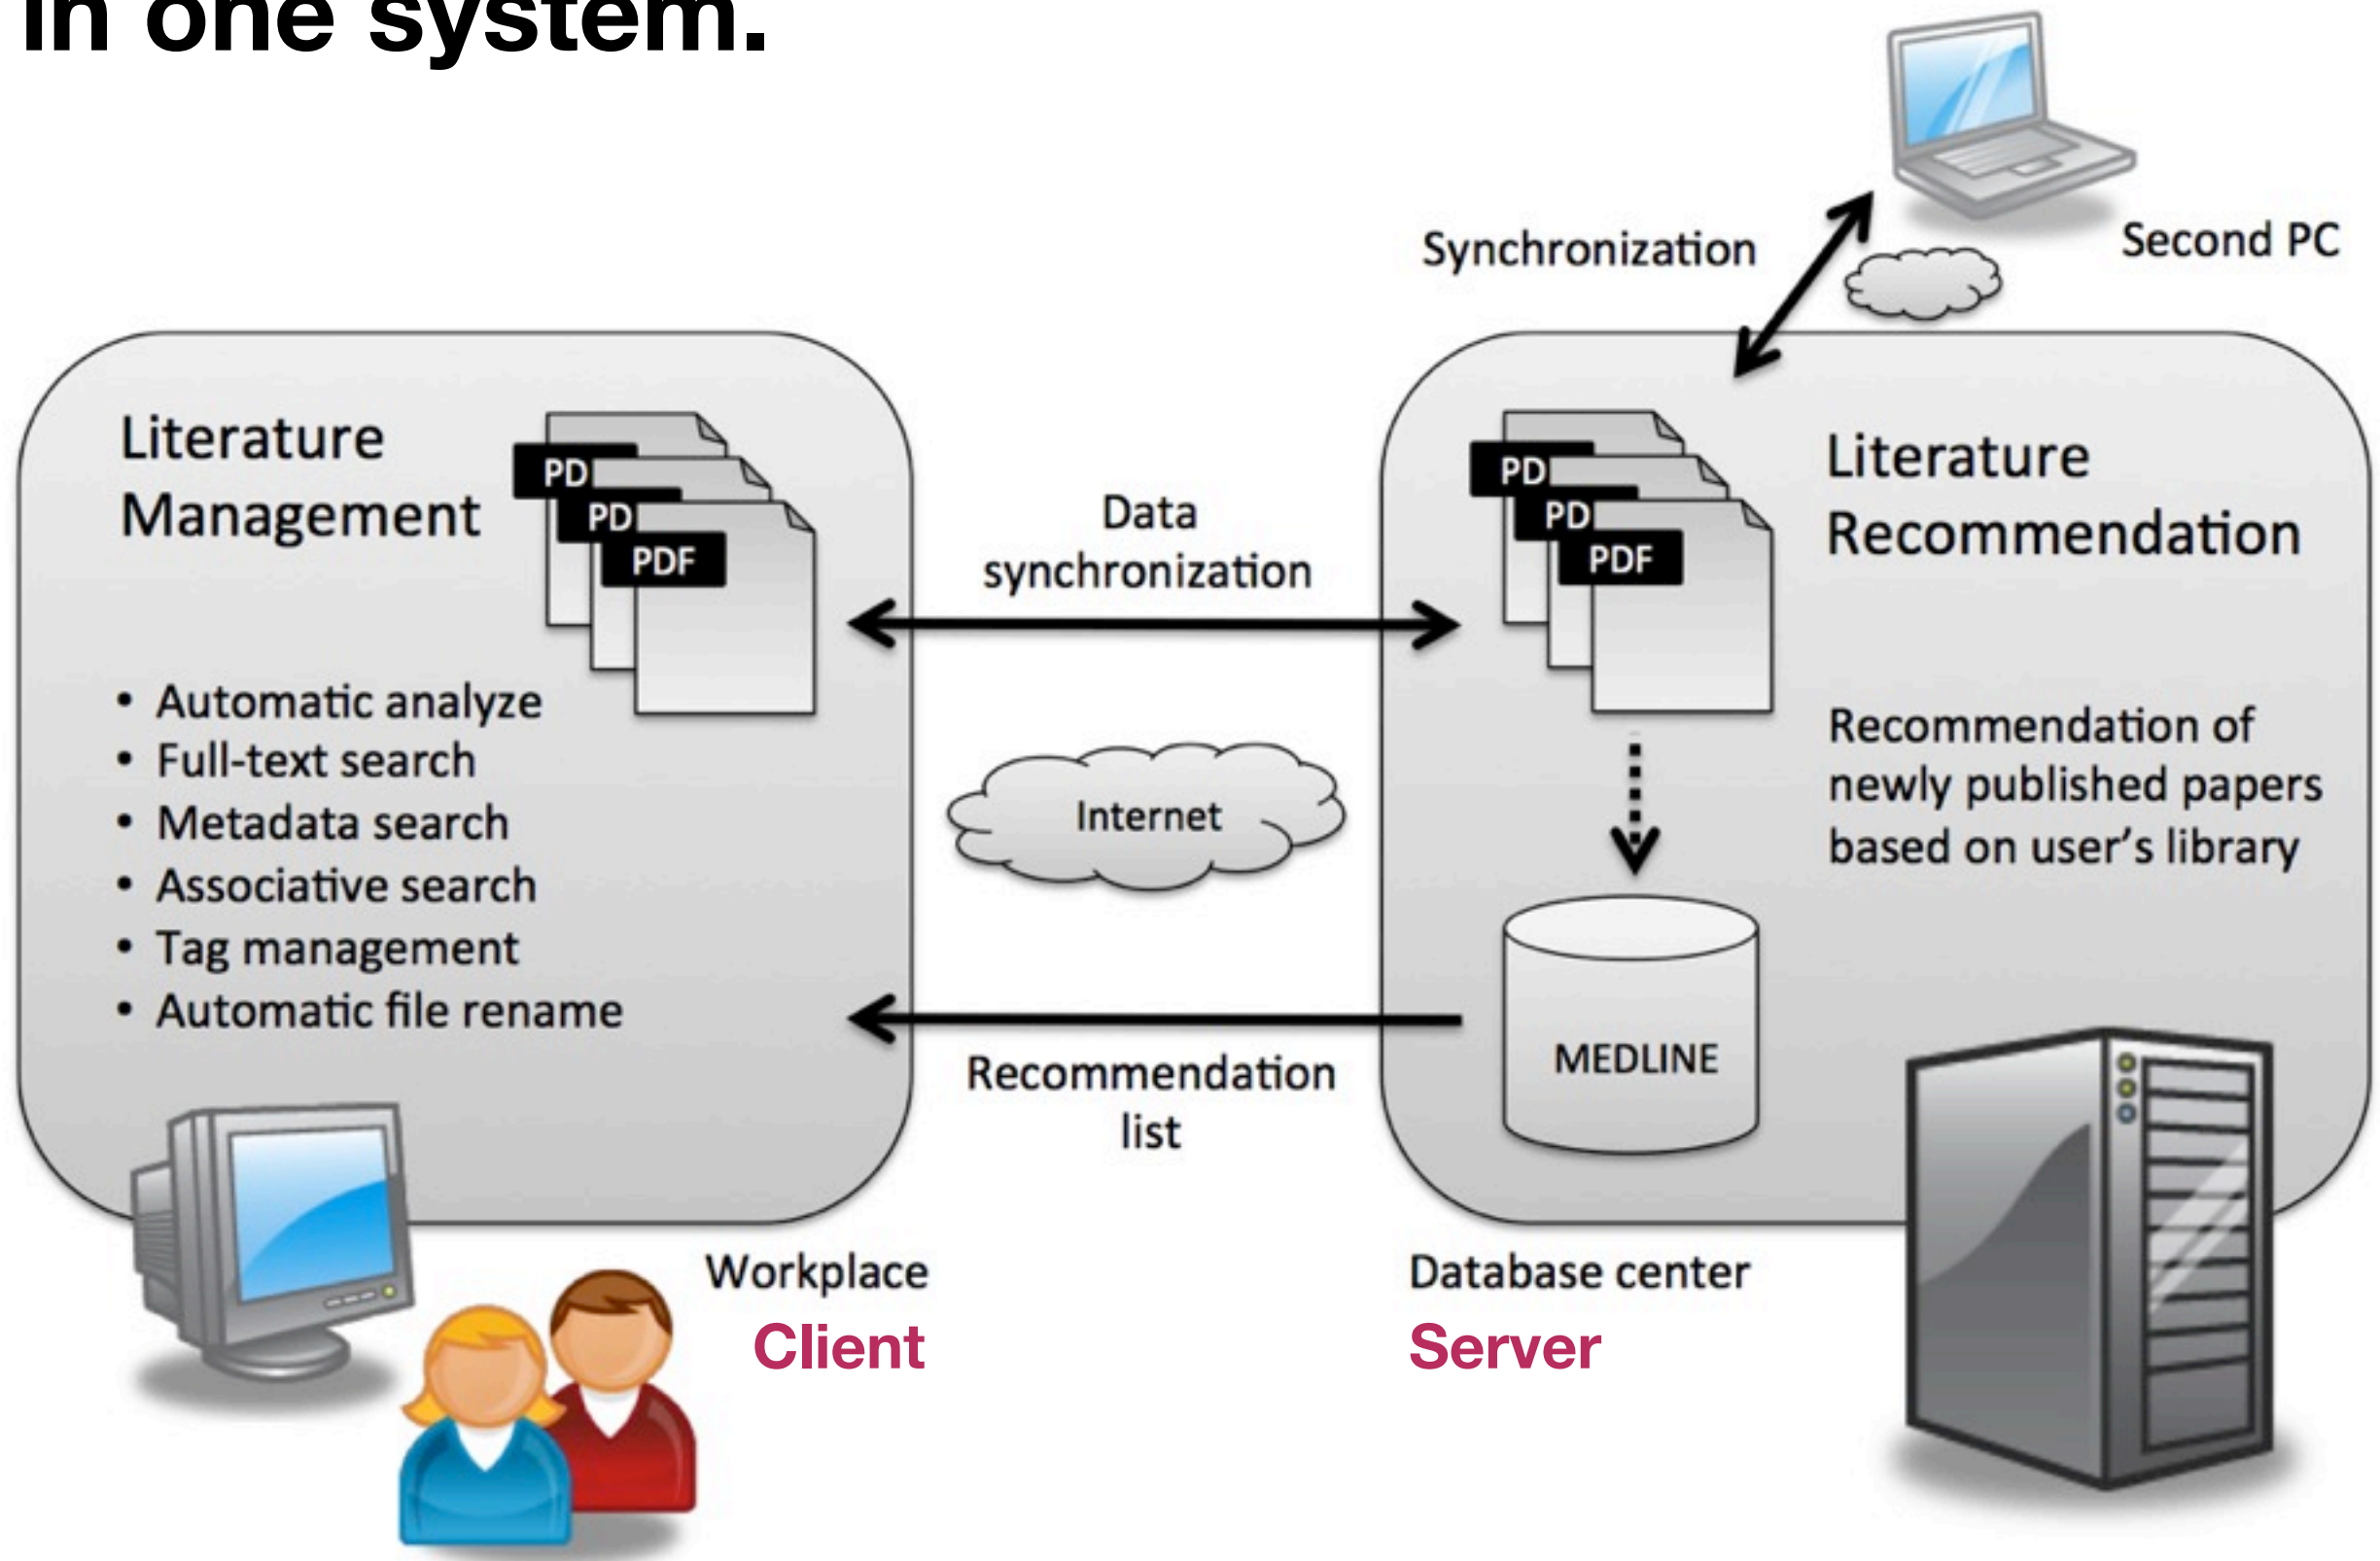 in one system.
Synchronization
Second PC
Literature
Management
PD
PD
PDF
• Automatic analyze
• Full-text search
• Metadata search
• Associative search
• Tag management
• Automatic file rename
Data
synchronization
Internet
Recommendation
list
PD
PD
PDF
Literature
Recommendation
Recommendation of
newly published papers
based on user's library
MEDLINE
Workplace
Client
Database center
Server